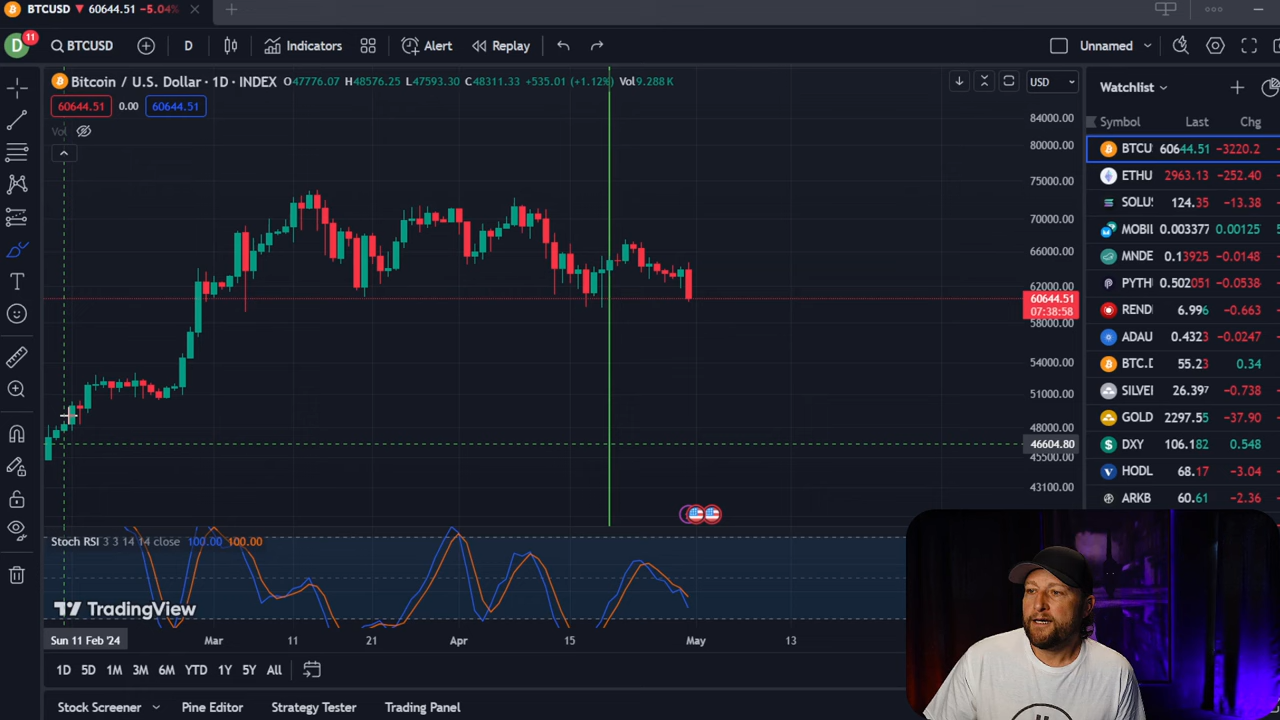 BTCUSD ▼ 60644.51 −5.04%
D 11 BTCUSD D Indicators Alert Replay Unnamed
Bitcoin / U.S. Dollar · 1D · INDEX O47776.07 H48576.25 L47593.30 C48311.33 +535.01 (+1.12%) Vol9.288 K
USD
60644.51 0.00 60644.51
Vol
84000.00
80000.00
75000.00
70000.00
66000.00
62000.00
60644.51
07:38:58
58000.00
54000.00
51000.00
48000.00
46604.80
45500.00
43100.00
Watchlist
Symbol Last Chg
BTCU 60644.51 −3220.2
ETHU 2963.13 −252.40
SOLUS 124.35 −13.38
MOBIL 0.003377 0.00125
MNDE 0.13925 −0.0148
PYTH 0.502051 −0.0538
REND 6.996 −0.663
ADAU 0.4323 −0.0247
BTC.D 55.23 0.34
SILVER 26.397 −0.738
GOLD 2297.55 −37.90
DXY 106.182 0.548
HODL 68.17 −3.04
ARKB 60.61 −2.36
Stoch RSI 3 3 14 14 close 100.00 100.00
TradingView
Sun 11 Feb '24 Mar 11 21 Apr 15 May 13
1D 5D 1M 3M 6M YTD 1Y 5Y All
Stock Screener Pine Editor Strategy Tester Trading Panel